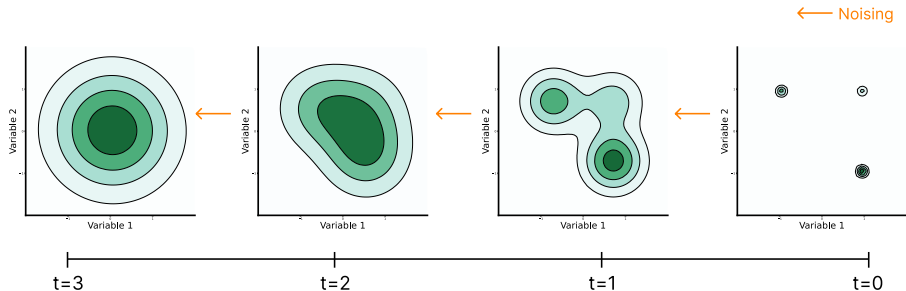 Noising
Variable 2
Variable 2
Variable 2
Variable 2
Variable 1
Variable 1
Variable 1
Variable 1
t=3
t=2
t=1
t=0